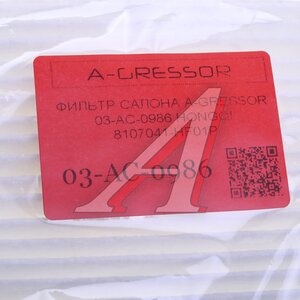 A-GRESSOR
ФИЛЬТР САЛОНА A-GRESSOR
03-AC-0986 HONGQI
8107041-HF01P
03-AC-0986